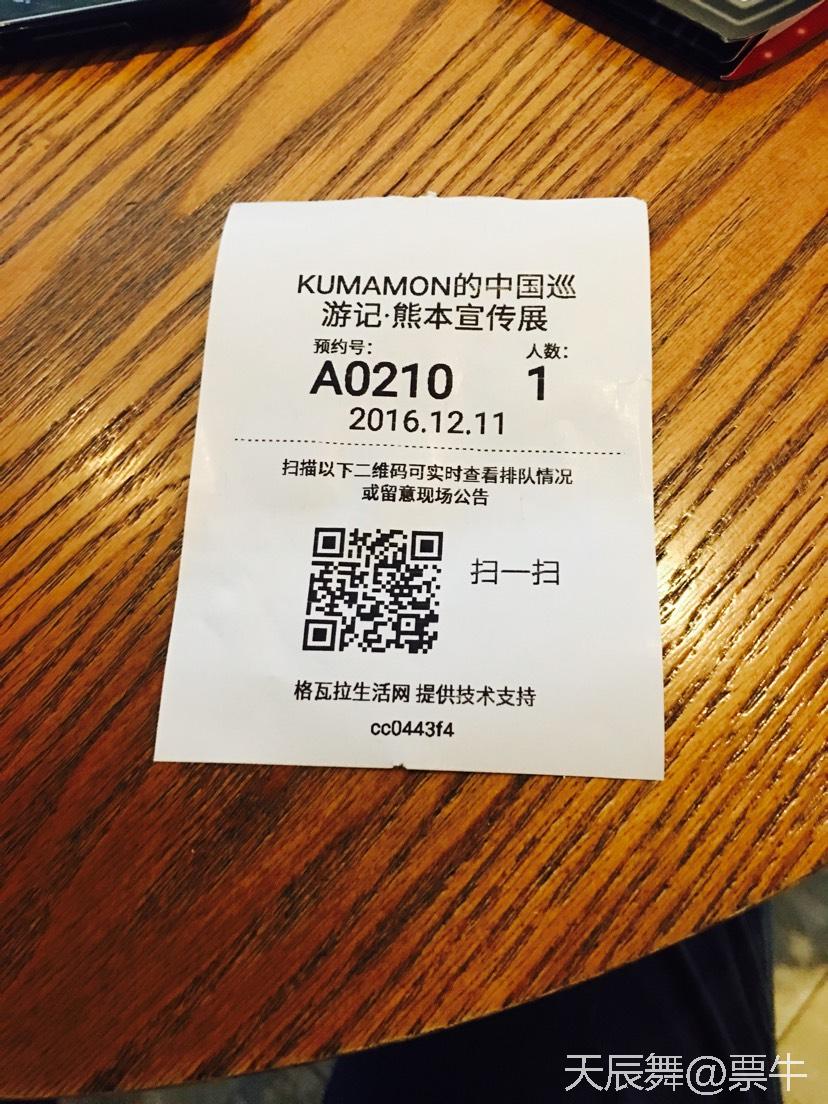 KUMAMON的中国巡
游记·熊本宣传展
预约号: 人数:
A0210 1
2016.12.11
扫描以下二维码可实时查看排队情况
或留意现场公告
扫一扫
格瓦拉生活网 提供技术支持
cc0443f4
天辰舞@票牛